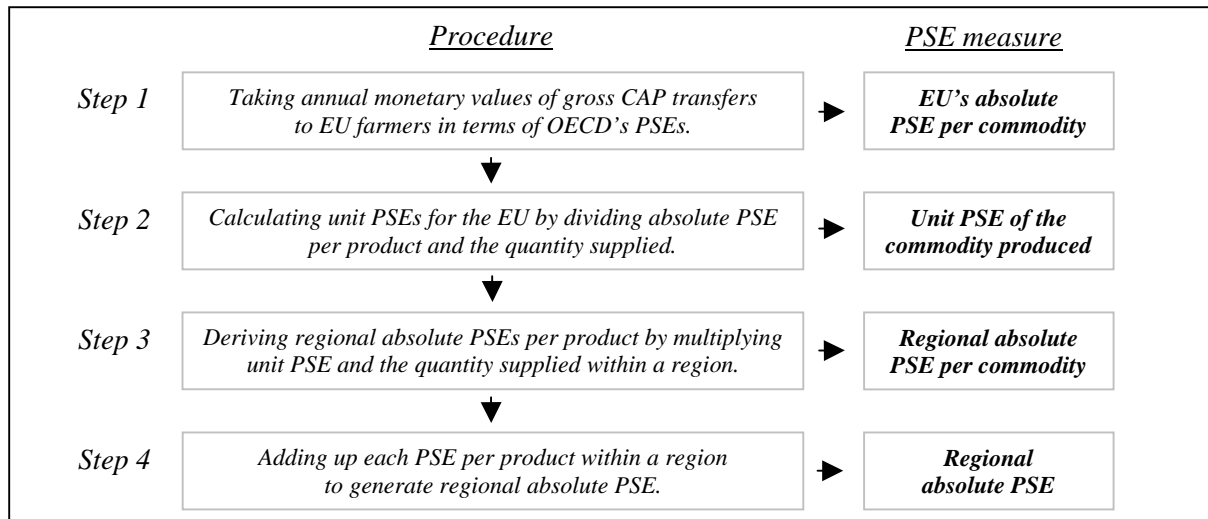 Procedure
PSE measure
Step 1
Taking annual monetary values of gross CAP transfers
to EU farmers in terms of OECD's PSEs.
EU's absolute
PSE per commodity
Step 2
Calculating unit PSEs for the EU by dividing absolute PSE
per product and the quantity supplied.
Unit PSE of the
commodity produced
Step 3
Deriving regional absolute PSEs per product by multiplying
unit PSE and the quantity supplied within a region.
Regional absolute
PSE per commodity
Step 4
Adding up each PSE per product within a region
to generate regional absolute PSE.
Regional
absolute PSE